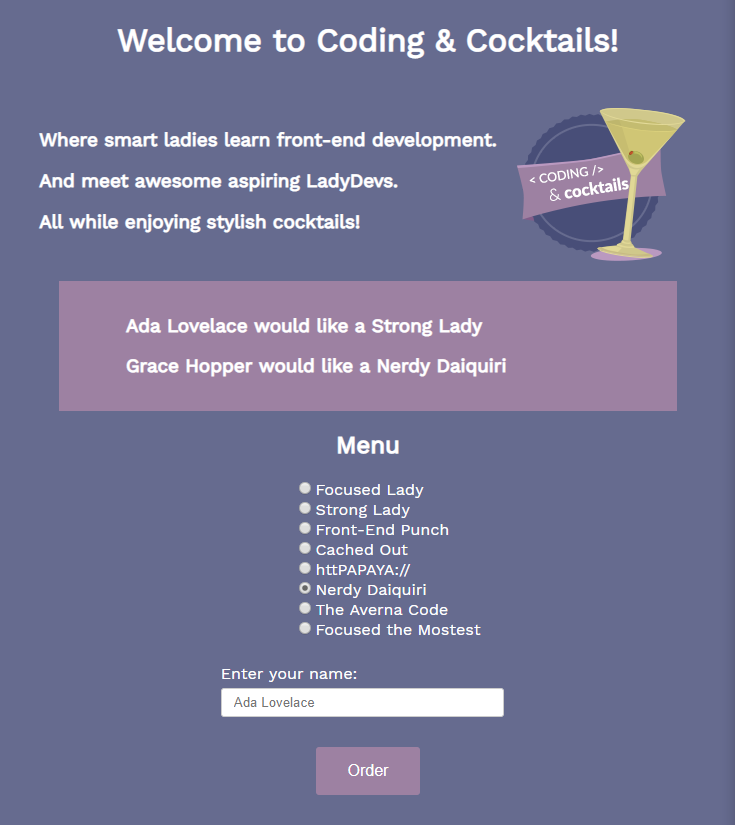 Welcome to Coding & Cocktails!
Where smart ladies learn front-end development.
And meet awesome aspiring LadyDevs.
All while enjoying stylish cocktails!
< CODING />
& cocktails
Ada Lovelace would like a Strong Lady
Grace Hopper would like a Nerdy Daiquiri
Menu
Focused Lady
Strong Lady
Front-End Punch
Cached Out
httPAPAYA://
Nerdy Daiquiri
The Averna Code
Focused the Mostest
Enter your name:
Ada Lovelace
Order